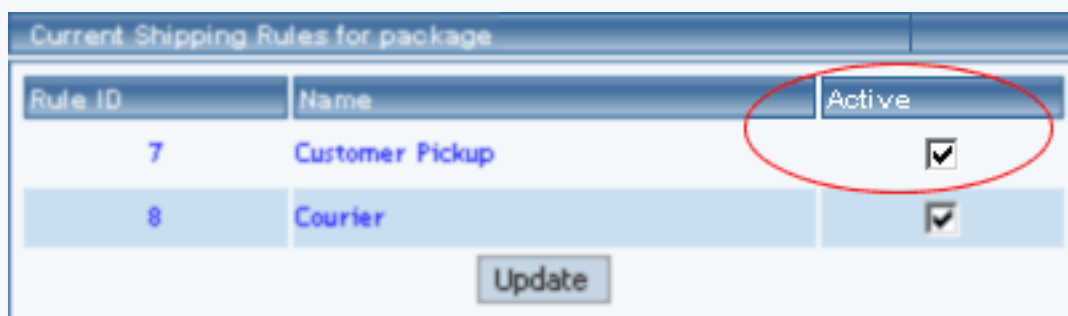 Current Shipping Rules for package
Rule ID Name Active
7 Customer Pickup
8 Courier
Update